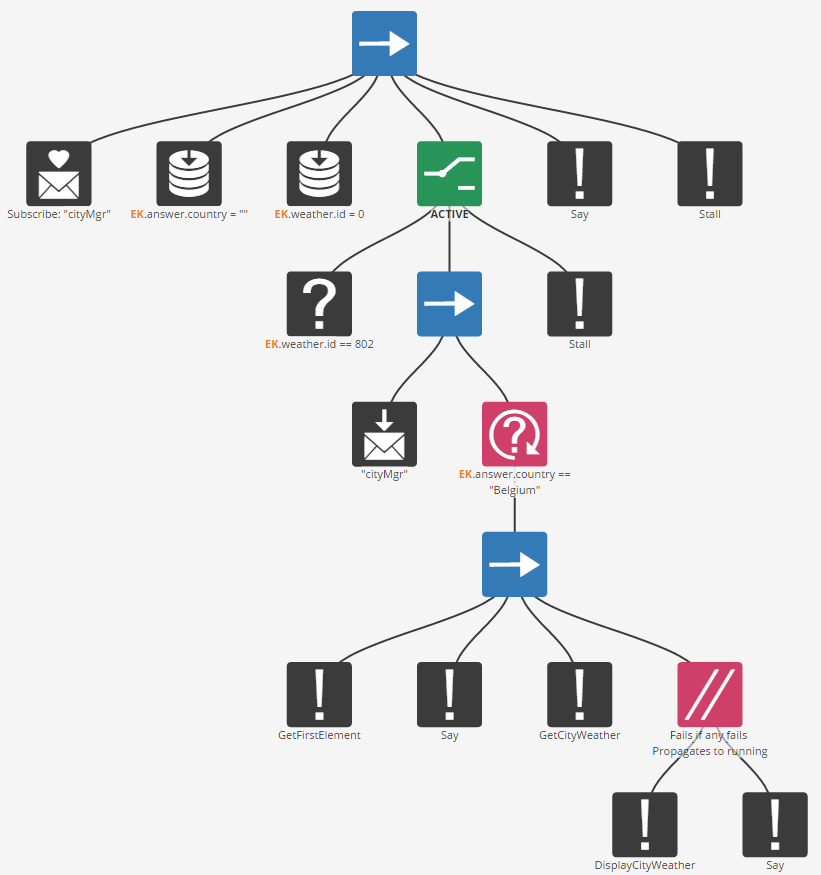 Subscribe: "cityMgr"
EK.answer.country = ""
EK.weather.id = 0
ACTIVE
Say
Stall
EK.weather.id == 802
Stall
"cityMgr"
EK.answer.country ==
"Belgium"
GetFirstElement
Say
GetCityWeather
Fails if any fails
Propagates to running
DisplayCityWeather
Say